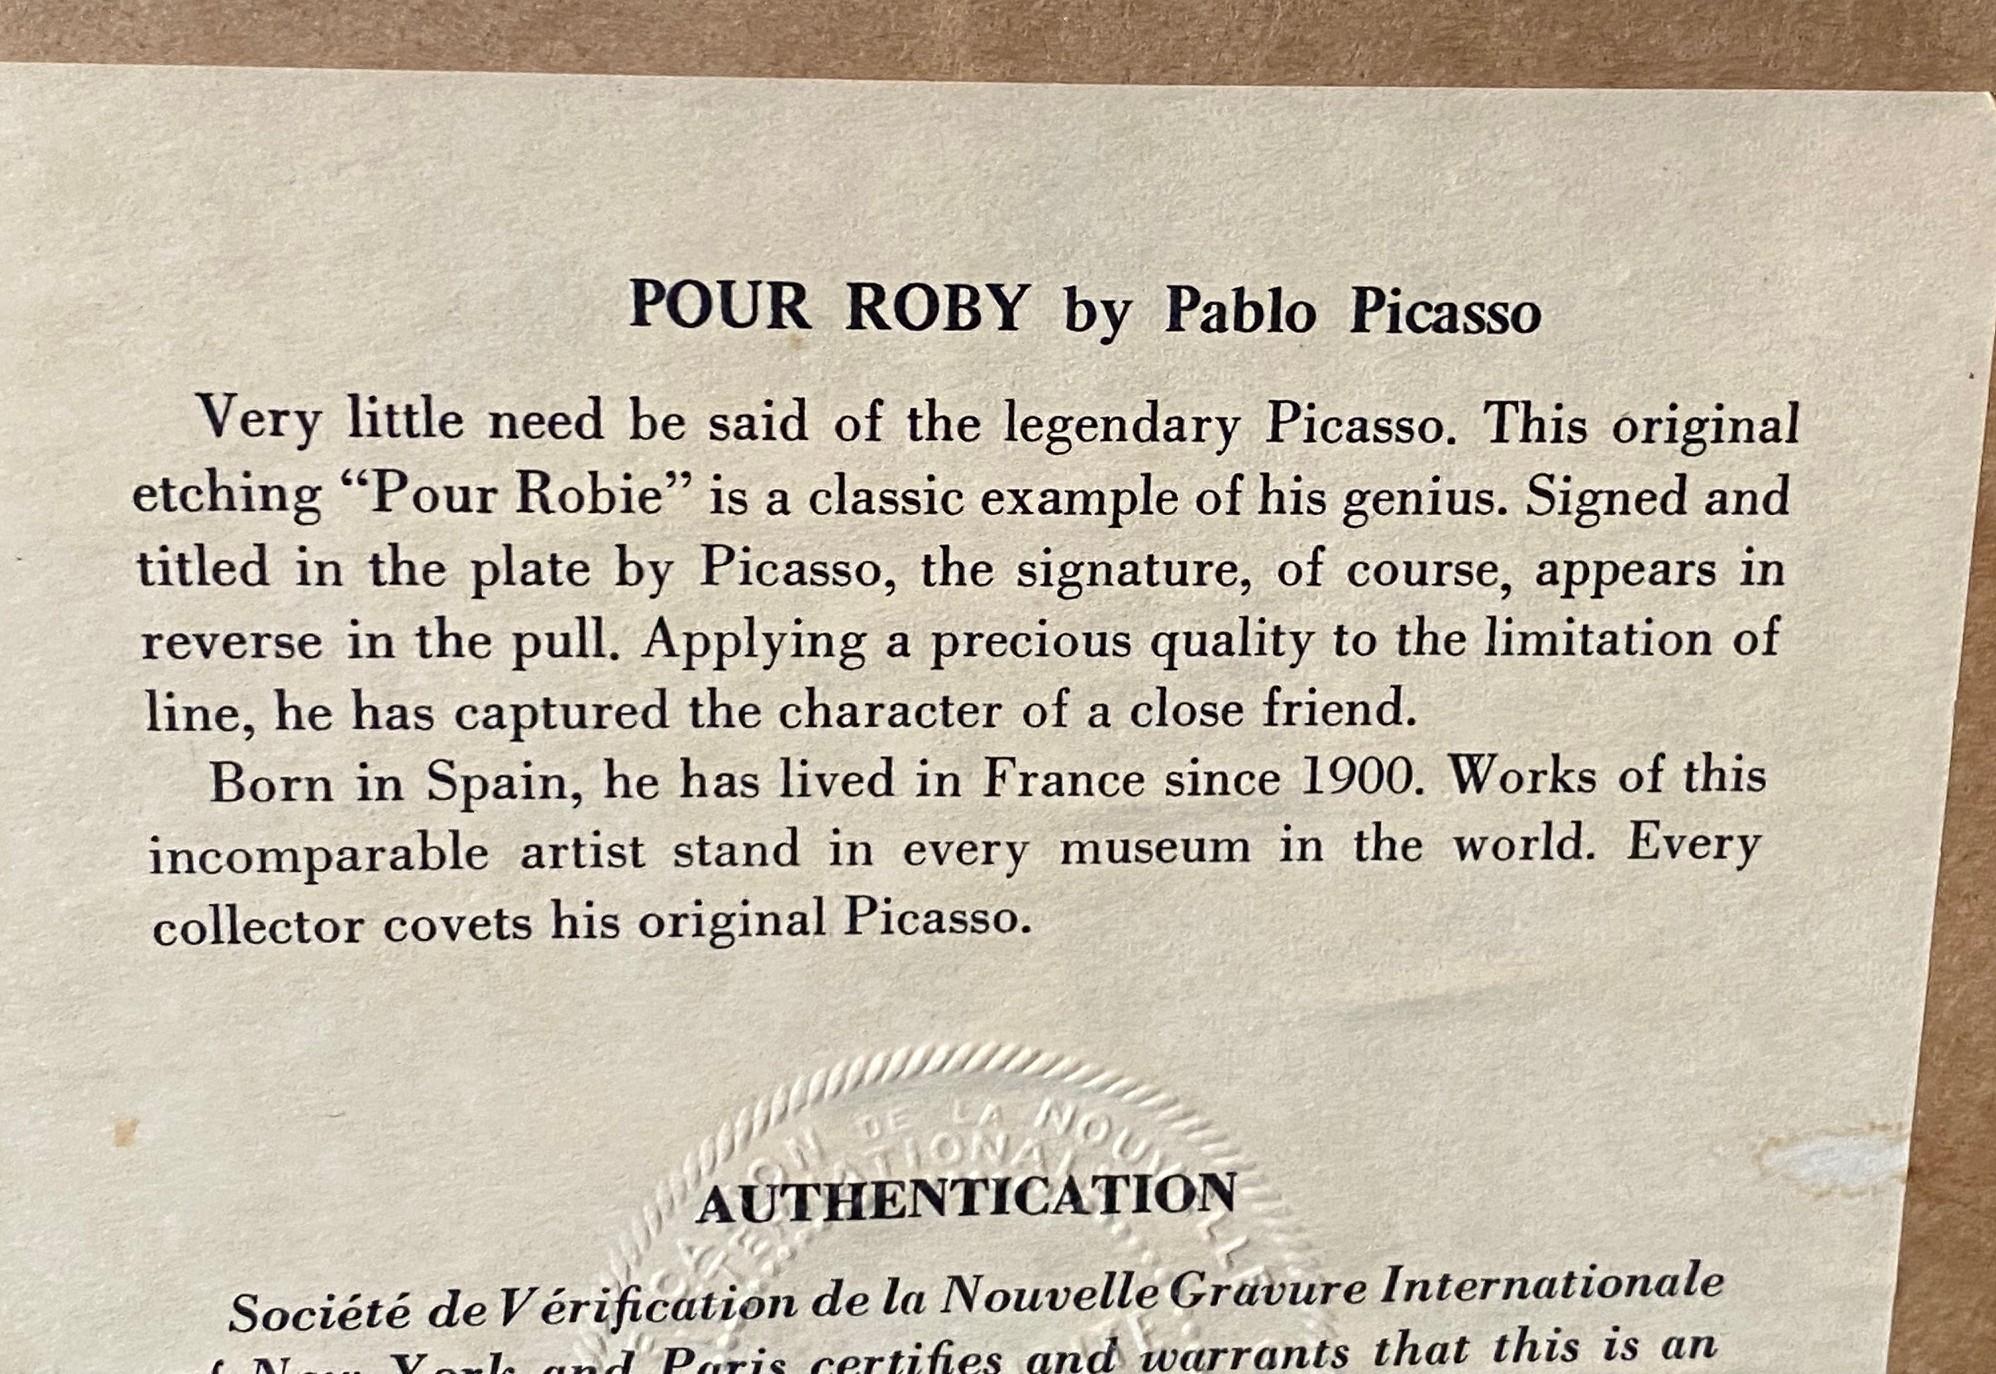 POUR ROBY by Pablo Picasso
Very little need be said of the legendary Picasso. This original
etching “Pour Robie” is a classic example of his genius. Signed and
titled in the plate by Picasso, the signature, of course, appears in
reverse in the pull. Applying a precious quality to the limitation of
line, he has captured the character of a close friend.
Born in Spain, he has lived in France since 1900. Works of this
incomparable artist stand in every museum in the world. Every
collector covets his original Picasso.
DE LA NOUVELLE
AUTHENTICATION
Société de Vérification de la Nouvelle Gravure Internationale
New York and Paris certifies and warrants that this is an